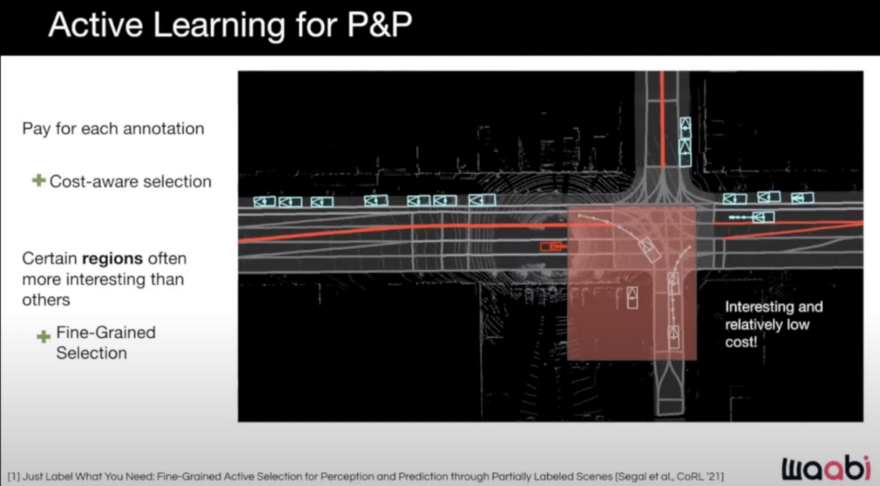 Active Learning for P&P
Pay for each annotation
Cost-aware selection
Certain regions often
more interesting than
others
Fine-Grained
Selection
Interesting and
relatively low
cost!
[1] Just Label What You Need: Fine-Grained Active Selection for Perception and Prediction through Partially Labeled Scenes [Segal et al., CoRL '21]
waabi